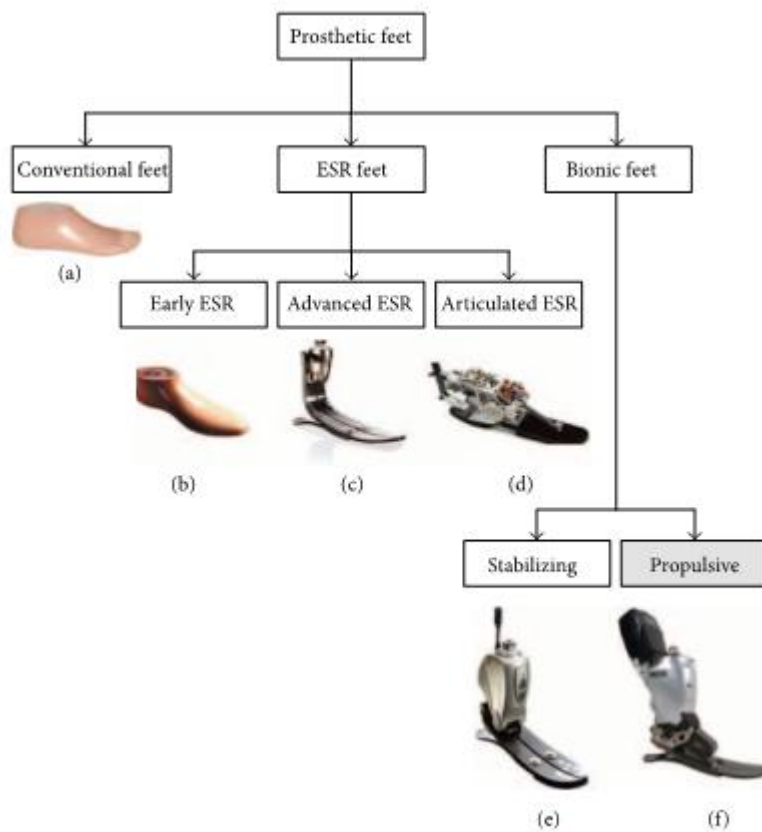 Prosthetic feet
Conventional feet
ESR feet
Bionic feet
(a)
Early ESR
Advanced ESR
Articulated ESR
(b)
(c)
(d)
Stabilizing
Propulsive
(e)
(f)